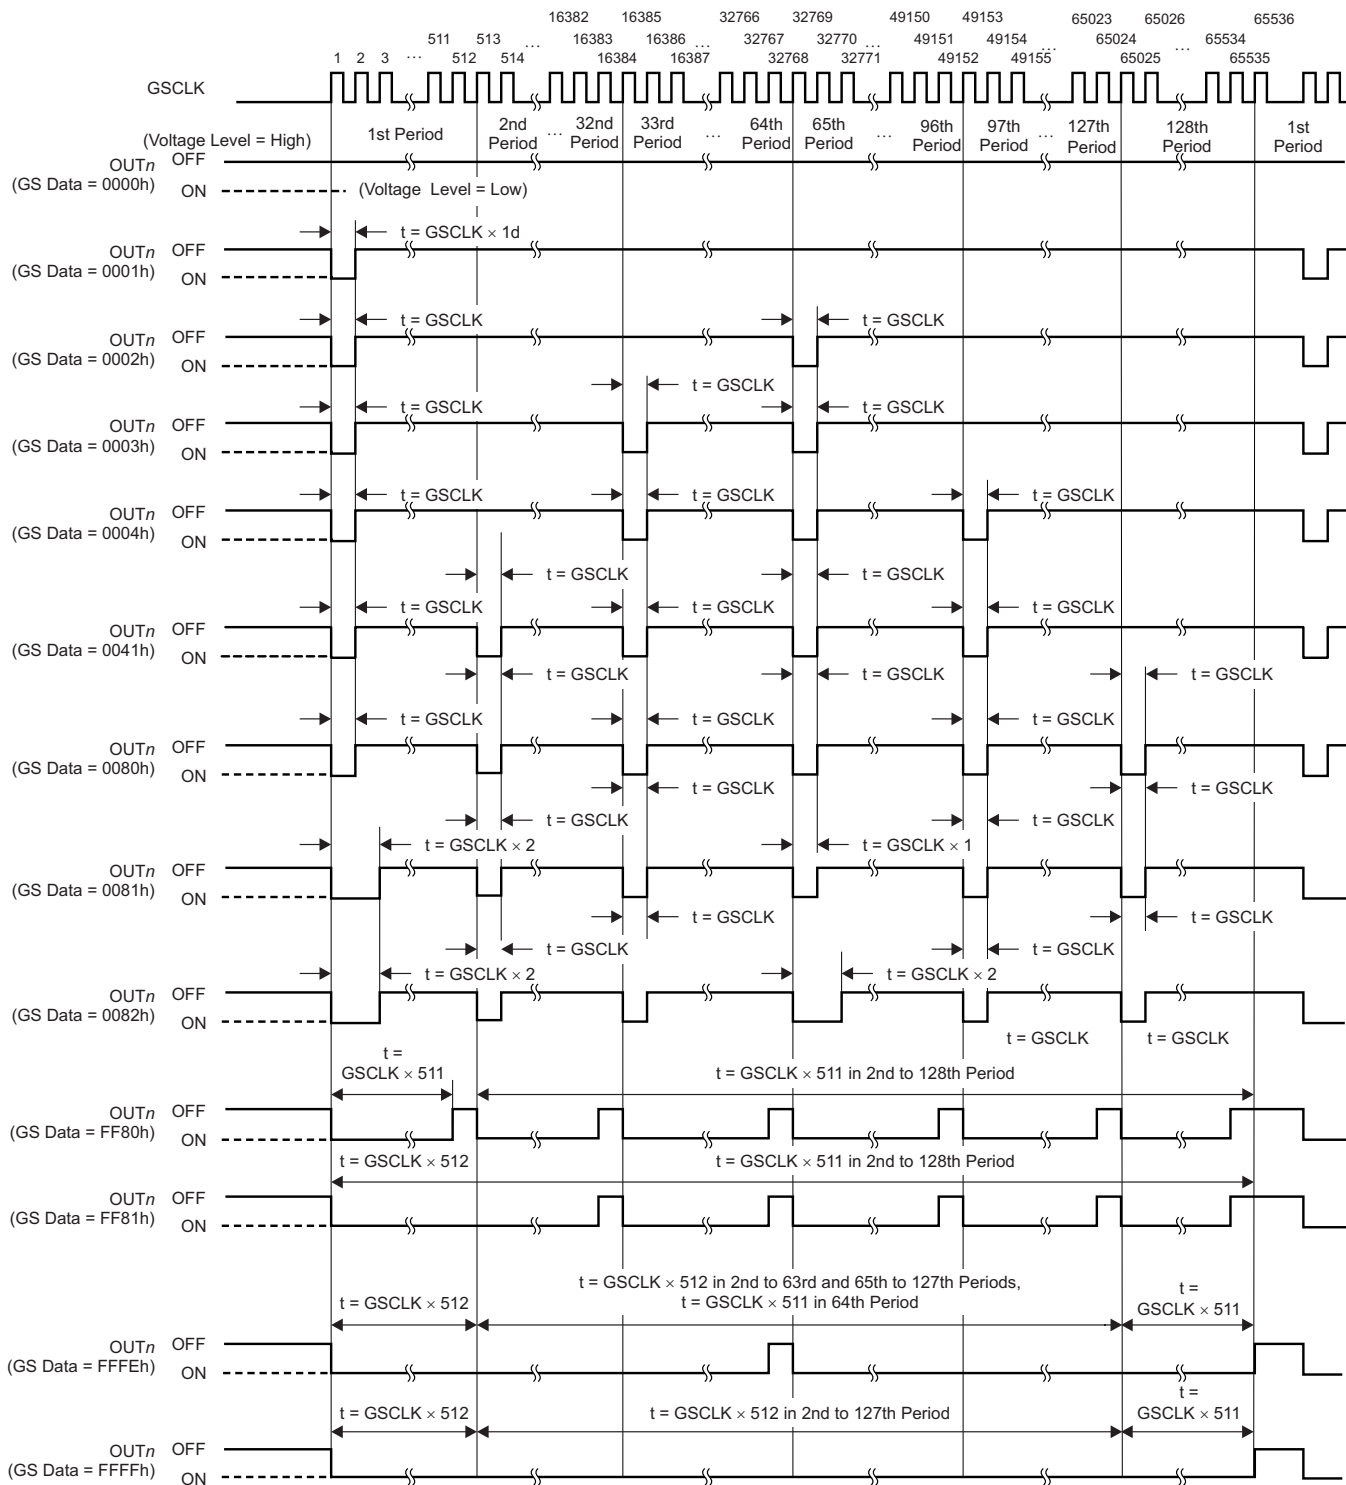 16382 16385 32766 32769 49150 49153 65023 65026 65536
511 513 ... 16383 16386 ... 32767 32770 ... 49151 49154 ... 65024 ... 65534
1 2 3 ... 512 514 16384 16387 32768 32771 49152 49155 65025 65535
GSCLK
(Voltage Level = High)
1st Period
2nd Period
...
32nd Period
33rd Period
...
64th Period
65th Period
...
96th Period
97th Period
...
127th Period
128th Period
1st Period
OUTn OFF
(GS Data = 0000h)
ON
(Voltage Level = Low)
t = GSCLK × 1d
OUTn OFF
(GS Data = 0001h)
ON
t = GSCLK t = GSCLK
OUTn OFF
(GS Data = 0002h)
ON
t = GSCLK
t = GSCLK t = GSCLK
OUTn OFF
(GS Data = 0003h)
ON
t = GSCLK t = GSCLK t = GSCLK
OUTn OFF
(GS Data = 0004h)
ON
t = GSCLK t = GSCLK
t = GSCLK t = GSCLK t = GSCLK
OUTn OFF
(GS Data = 0041h)
ON
t = GSCLK t = GSCLK t = GSCLK
t = GSCLK t = GSCLK t = GSCLK
OUTn OFF
(GS Data = 0080h)
ON
t = GSCLK t = GSCLK
t = GSCLK t = GSCLK
t = GSCLK × 2 t = GSCLK × 1
OUTn OFF
(GS Data = 0081h)
ON
t = GSCLK t = GSCLK
t = GSCLK t = GSCLK
t = GSCLK × 2 t = GSCLK × 2
OUTn OFF
(GS Data = 0082h)
ON
t = GSCLK t = GSCLK
t =
GSCLK × 511
t = GSCLK × 511 in 2nd to 128th Period
OUTn OFF
(GS Data = FF80h)
ON
t = GSCLK × 512 t = GSCLK × 511 in 2nd to 128th Period
OUTn OFF
(GS Data = FF81h)
ON
t = GSCLK × 512 in 2nd to 63rd and 65th to 127th Periods,
t = GSCLK × 511 in 64th Period
t = GSCLK × 512
t =
GSCLK × 511
OUTn OFF
(GS Data = FFFEh)
ON
t = GSCLK × 512 t = GSCLK × 512 in 2nd to 127th Period
t =
GSCLK × 511
OUTn OFF
(GS Data = FFFFh)
ON